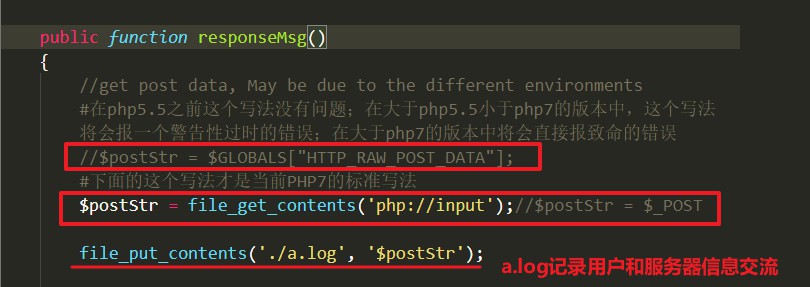 public function responseMsg()
{
//get post data, May be due to the different environments
#在php5.5之前这个写法没有问题；在大于php5.5小于php7的版本中，这个写法
将会报一个警告性过时的错误；在大于php7的版本中将会直接报致命的错误
//$postStr = $GLOBALS["HTTP_RAW_POST_DATA"];
#下面的这个写法才是当前PHP7的标准写法
$postStr = file_get_contents('php://input');//$postStr = $_POST
file_put_contents('./a.log', '$postStr');
a.log记录用户和服务器信息交流